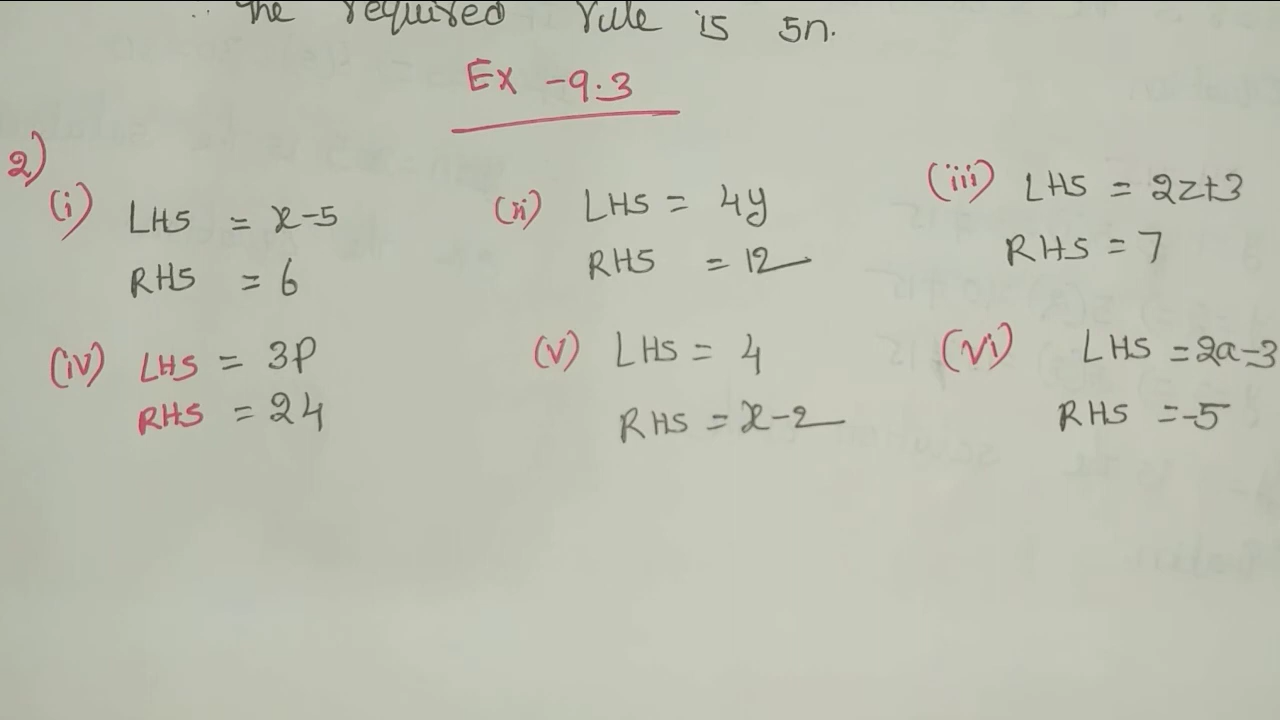 ∴ The required rule is 5n.
Ex - 9.3
2)
(i) LHS = x-5
RHS = 6
(ii) LHS = 4y
RHS = 12
(iii) LHS = 2z+3
RHS = 7
(iv) LHS = 3P
RHS = 24
(v) LHS = 4
RHS = x-2
(vi) LHS = 2a-3
RHS = -5